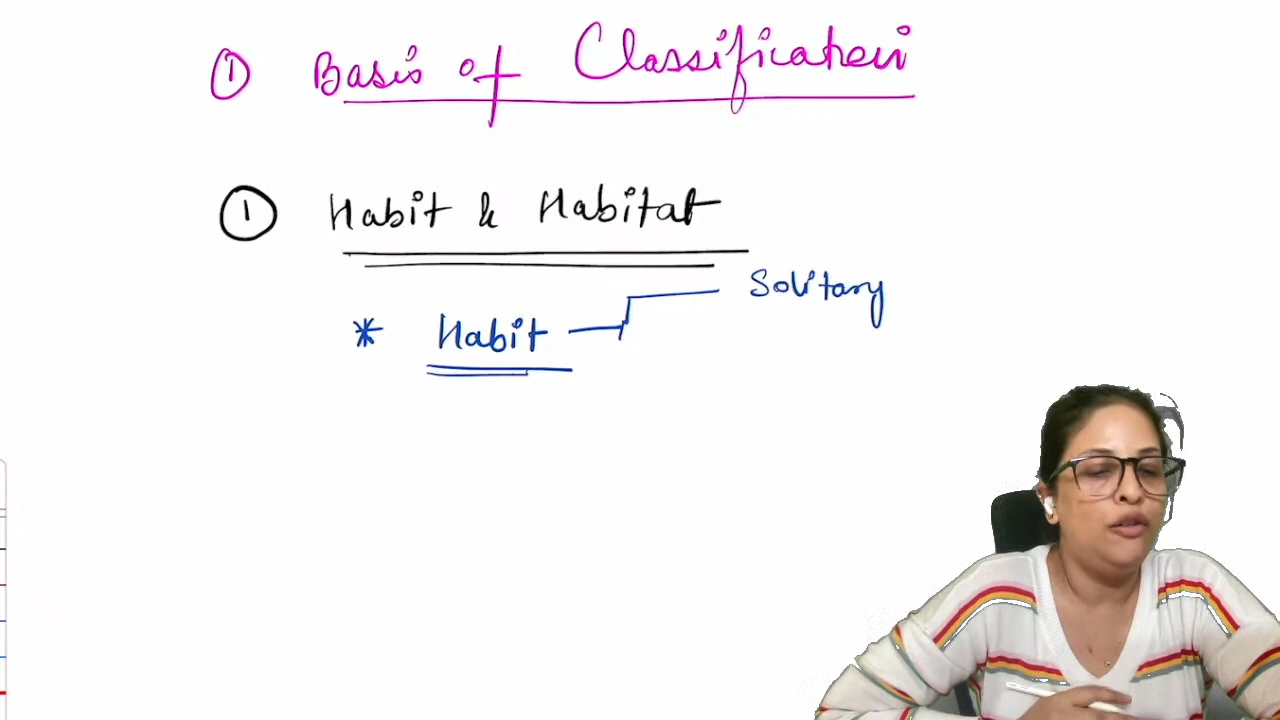 ① Basis of Classification
① Habit & Habitat
Solitary
* Habit